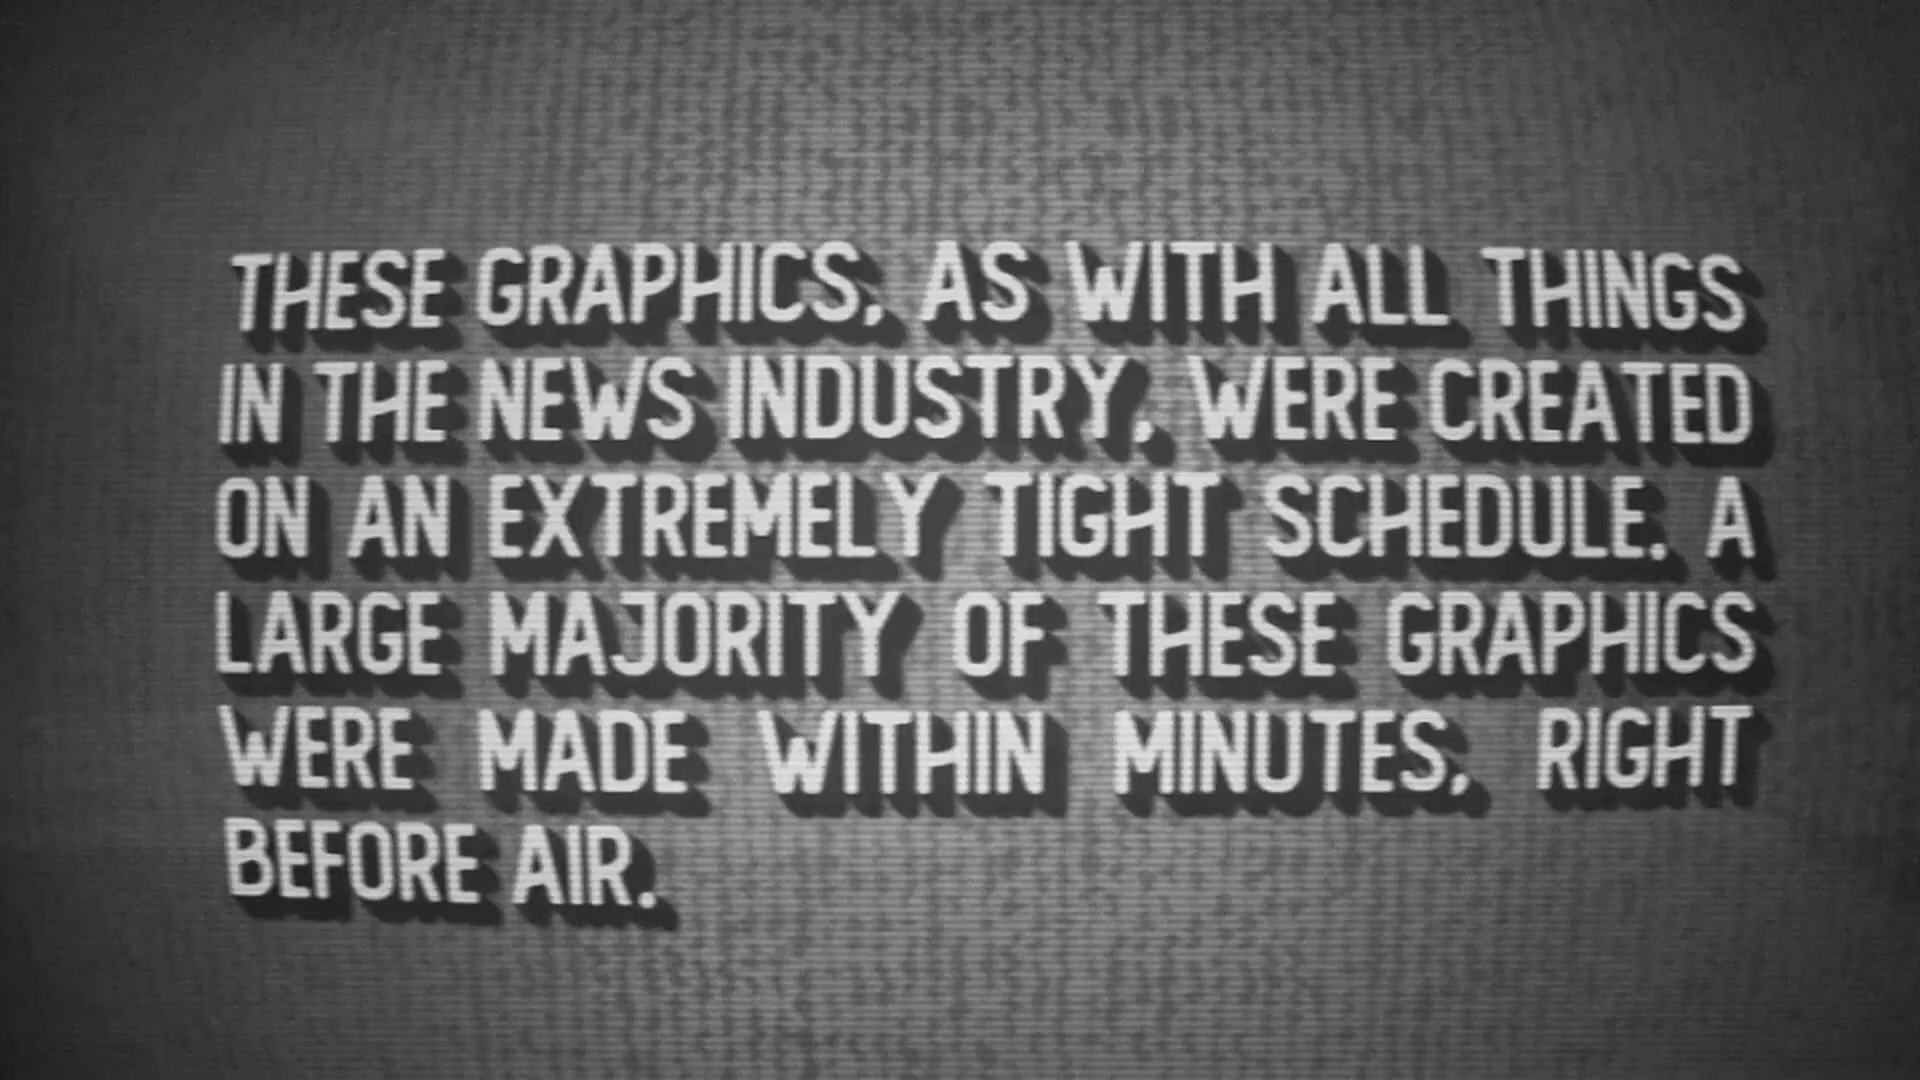 THESE GRAPHICS, AS WITH ALL THINGS
IN THE NEWS INDUSTRY, WERE CREATED
ON AN EXTREMELY TIGHT SCHEDULE. A
LARGE MAJORITY OF THESE GRAPHICS
WERE MADE WITHIN MINUTES, RIGHT
BEFORE AIR.